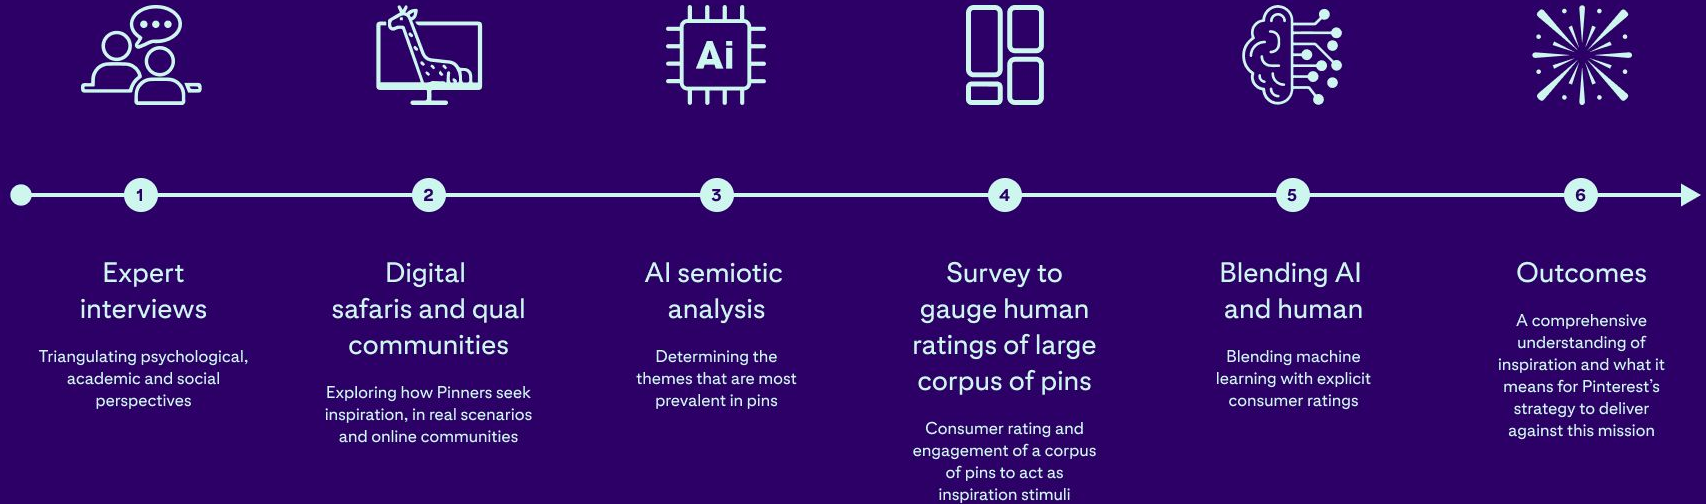 Ai
1
2
3
4
5
6
Expert
interviews
Triangulating psychological,
academic and social
perspectives
Digital
safaris and qual
communities
Exploring how Pinners seek
inspiration, in real scenarios
and online communities
AI semiotic
analysis
Determining the
themes that are most
prevalent in pins
Survey to
gauge human
ratings of large
corpus of pins
Consumer rating and
engagement of a corpus
of pins to act as
inspiration stimuli
Blending AI
and human
Blending machine
learning with explicit
consumer ratings
Outcomes
A comprehensive
understanding of
inspiration and what it
means for Pinterest's
strategy to deliver
against this mission